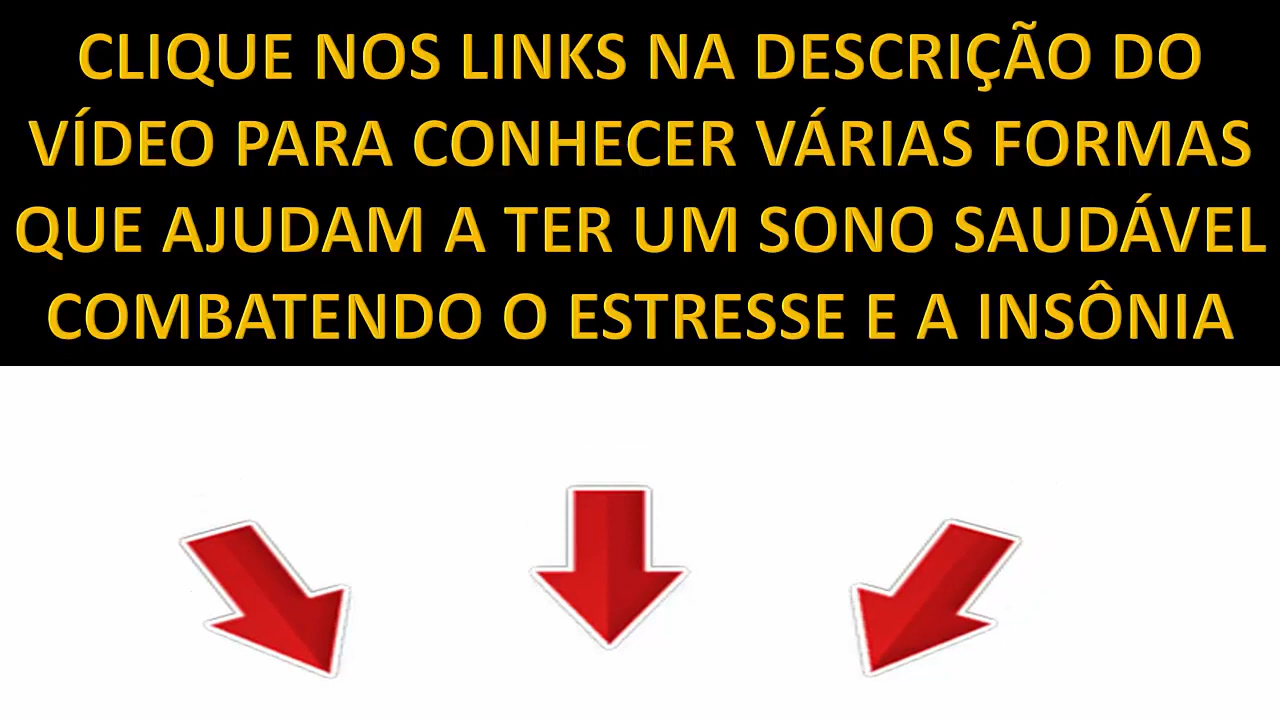 CLIQUE NOS LINKS NA DESCRIÇÃO DO
VÍDEO PARA CONHECER VÁRIAS FORMAS
QUE AJUDAM A TER UM SONO SAUDÁVEL
COMBATENDO O ESTRESSE E A INSÔNIA